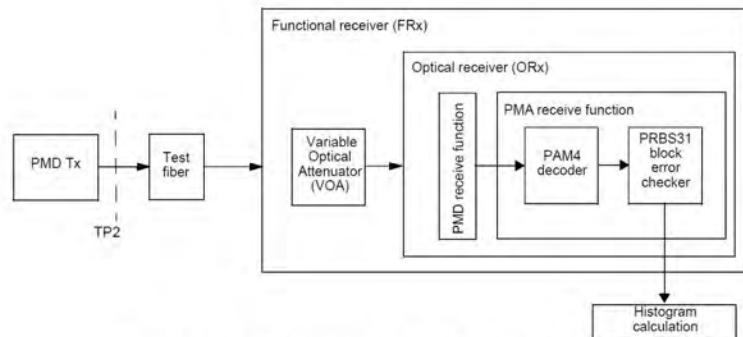 Functional receiver (FRx)
Optical receiver (ORx)
PMA receive function
PMD Tx
Test
fiber
Variable
Optical
Attenuator
(VOA)
PMD receive function
PAM4
decoder
PRBS31
block
error
checker
TP2
Histogram
calculation